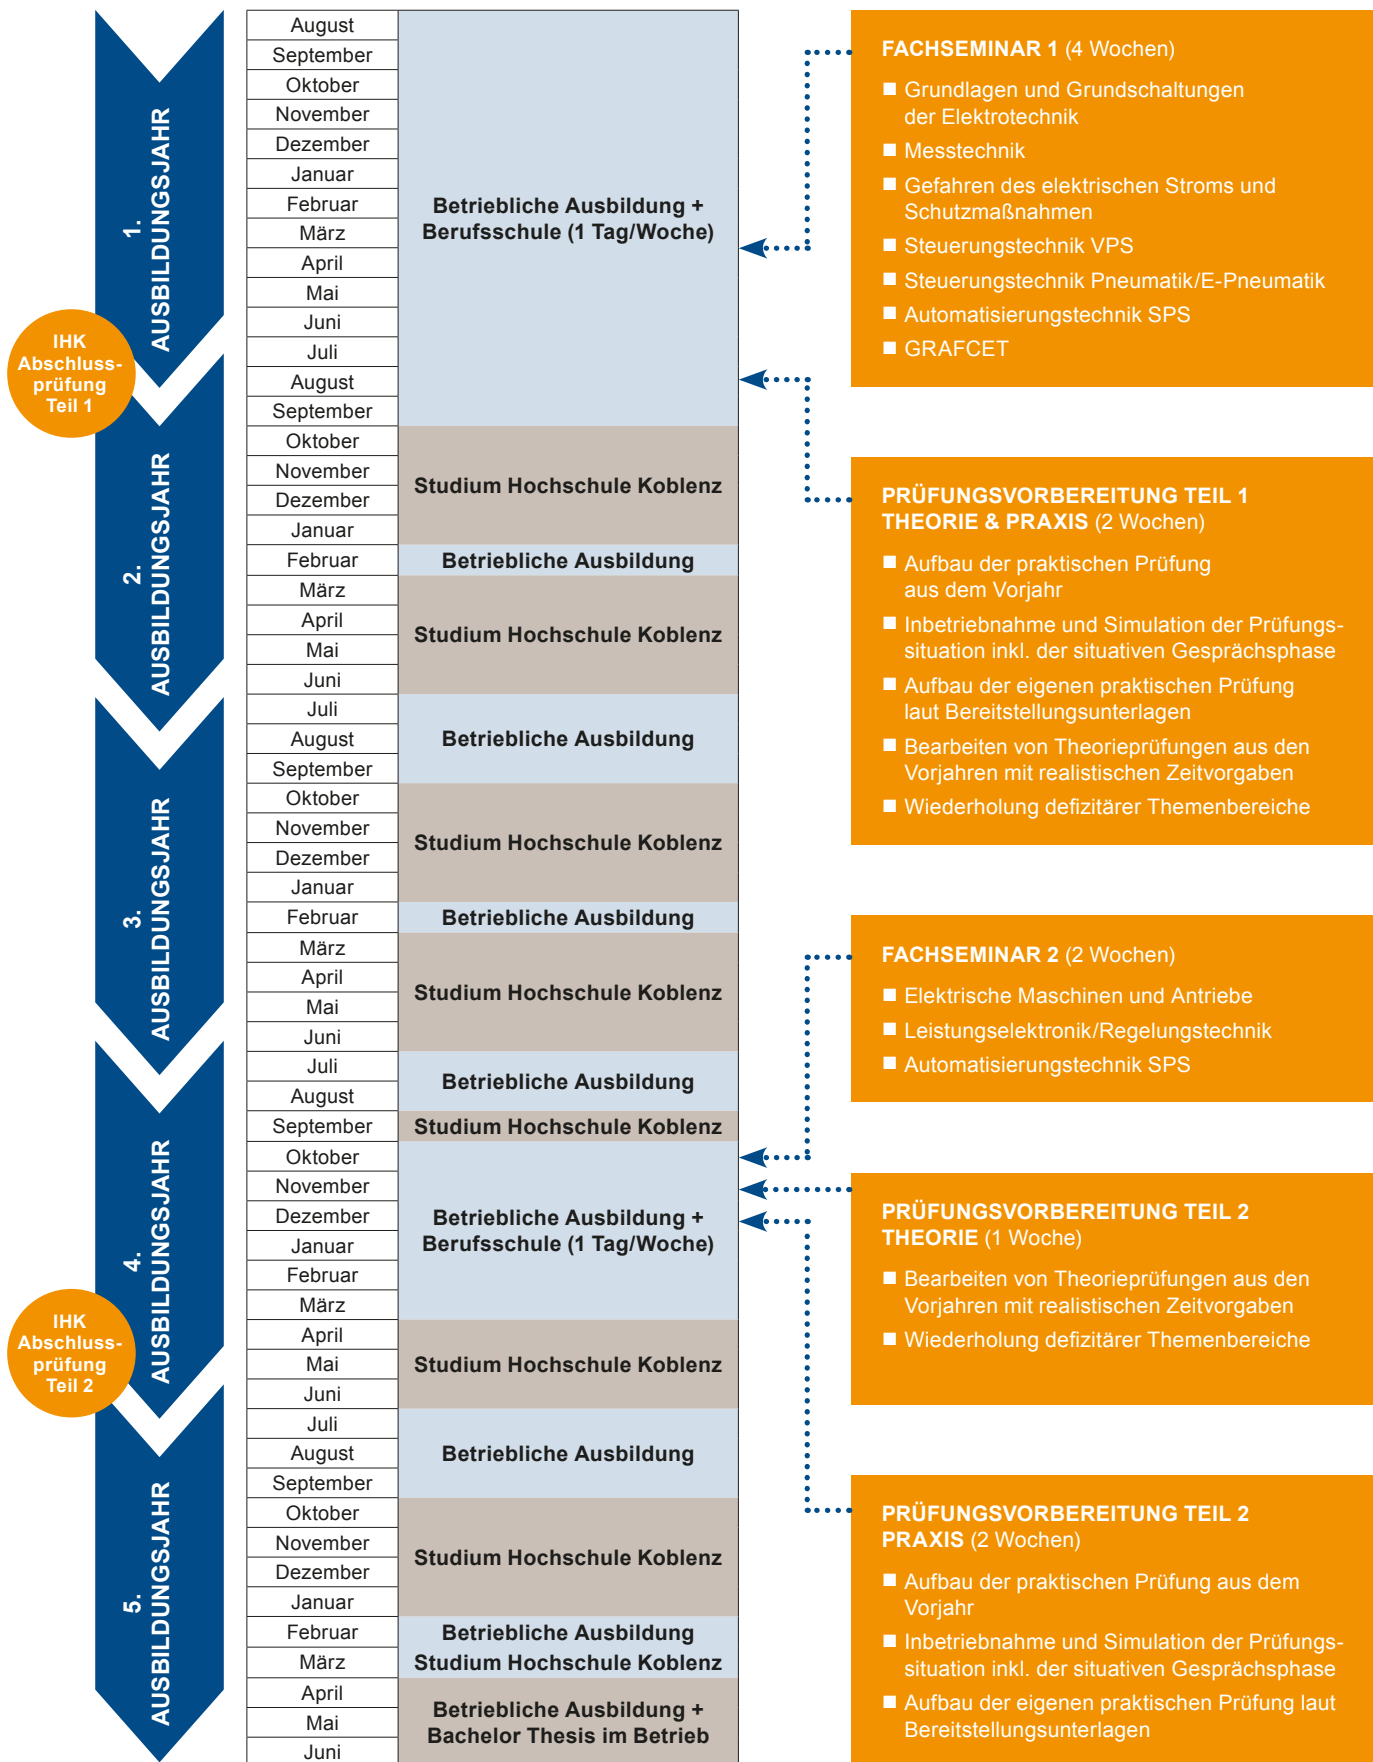 1.
AUSBILDUNGSJAHR
IHK
Abschluss-
prüfung
Teil 1
2.
AUSBILDUNGSJAHR
3.
AUSBILDUNGSJAHR
4.
AUSBILDUNGSJAHR
IHK
Abschluss-
prüfung
Teil 2
5.
AUSBILDUNGSJAHR
August
September
Oktober
November
Dezember
Januar
Februar
März
April
Mai
Juni
Juli
August
September
Betriebliche Ausbildung +
Berufsschule (1 Tag/Woche)
Oktober
November
Dezember
Januar
Studium Hochschule Koblenz
Februar
Betriebliche Ausbildung
März
April
Mai
Juni
Studium Hochschule Koblenz
Juli
August
September
Betriebliche Ausbildung
Oktober
November
Dezember
Januar
Studium Hochschule Koblenz
Februar
Betriebliche Ausbildung
März
April
Mai
Juni
Studium Hochschule Koblenz
Juli
August
Betriebliche Ausbildung
September
Studium Hochschule Koblenz
Oktober
November
Dezember
Januar
Februar
März
Betriebliche Ausbildung +
Berufsschule (1 Tag/Woche)
April
Mai
Juni
Studium Hochschule Koblenz
Juli
August
September
Betriebliche Ausbildung
Oktober
November
Dezember
Januar
Studium Hochschule Koblenz
Februar
Betriebliche Ausbildung
März
Studium Hochschule Koblenz
April
Mai
Juni
Betriebliche Ausbildung +
Bachelor Thesis im Betrieb
FACHSEMINAR 1 (4 Wochen)
Grundlagen und Grundschaltungen
der Elektrotechnik
Messtechnik
Gefahren des elektrischen Stroms und
Schutzmaßnahmen
Steuerungstechnik VPS
Steuerungstechnik Pneumatik/E-Pneumatik
Automatisierungstechnik SPS
GRAFCET
PRÜFUNGSVORBEREITUNG TEIL 1
THEORIE & PRAXIS (2 Wochen)
Aufbau der praktischen Prüfung
aus dem Vorjahr
Inbetriebnahme und Simulation der Prüfungs-
situation inkl. der situativen Gesprächsphase
Aufbau der eigenen praktischen Prüfung
laut Bereitstellungsunterlagen
Bearbeiten von Theorieprüfungen aus den
Vorjahren mit realistischen Zeitvorgaben
Wiederholung defizitärer Themenbereiche
FACHSEMINAR 2 (2 Wochen)
Elektrische Maschinen und Antriebe
Leistungselektronik/Regelungstechnik
Automatisierungstechnik SPS
PRÜFUNGSVORBEREITUNG TEIL 2
THEORIE (1 Woche)
Bearbeiten von Theorieprüfungen aus den
Vorjahren mit realistischen Zeitvorgaben
Wiederholung defizitärer Themenbereiche
PRÜFUNGSVORBEREITUNG TEIL 2
PRAXIS (2 Wochen)
Aufbau der praktischen Prüfung aus dem
Vorjahr
Inbetriebnahme und Simulation der Prüfungs-
situation inkl. der situativen Gesprächsphase
Aufbau der eigenen praktischen Prüfung laut
Bereitstellungsunterlagen